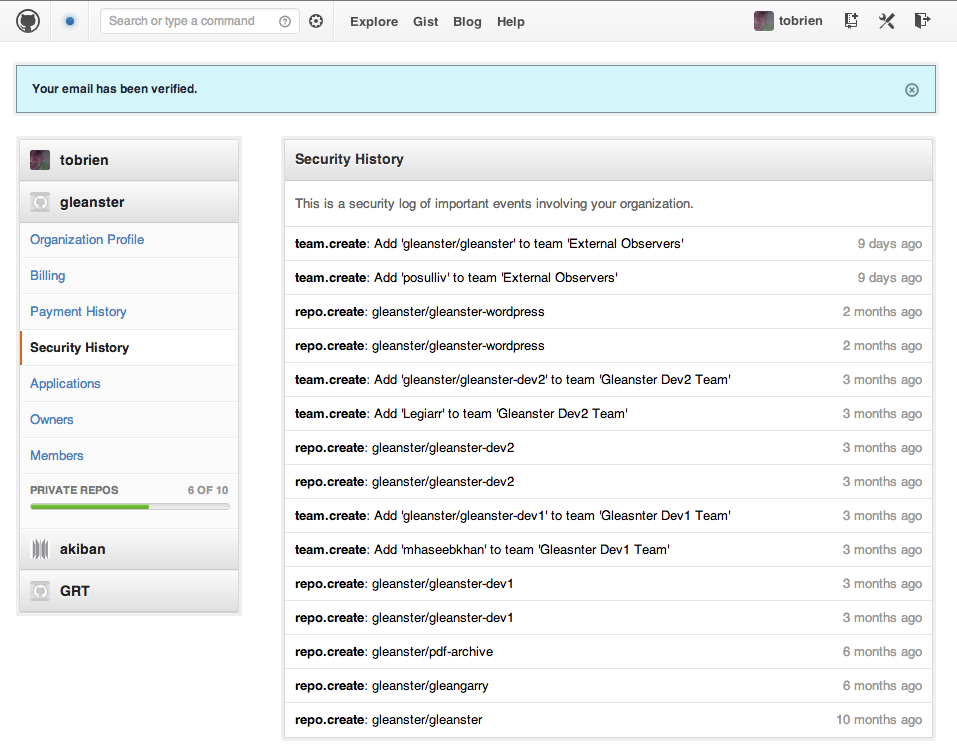 Search or type a command
Explore Gist Blog Help
tobrien
Your email has been verified.
tobrien
gleanster
Organization Profile
Billing
Payment History
Security History
Applications
Owners
Members
PRIVATE REPOS 6 OF 10
akiban
GRT
Security History
This is a security log of important events involving your organization.
team.create: Add 'gleanster/gleanster' to team 'External Observers' 9 days ago
team.create: Add 'posulliv' to team 'External Observers' 9 days ago
repo.create: gleanster/gleanster-wordpress 2 months ago
repo.create: gleanster/gleanster-wordpress 2 months ago
team.create: Add 'gleanster/gleanster-dev2' to team 'Gleanster Dev2 Team' 3 months ago
team.create: Add 'Legiarr' to team 'Gleanster Dev2 Team' 3 months ago
repo.create: gleanster/gleanster-dev2 3 months ago
repo.create: gleanster/gleanster-dev2 3 months ago
team.create: Add 'gleanster/gleanster-dev1' to team 'Gleasnter Dev1 Team' 3 months ago
team.create: Add 'mhaseebkhan' to team 'Gleasnter Dev1 Team' 3 months ago
repo.create: gleanster/gleanster-dev1 3 months ago
repo.create: gleanster/gleanster-dev1 3 months ago
repo.create: gleanster/pdf-archive 6 months ago
repo.create: gleanster/gleangarry 6 months ago
repo.create: gleanster/gleanster 10 months ago